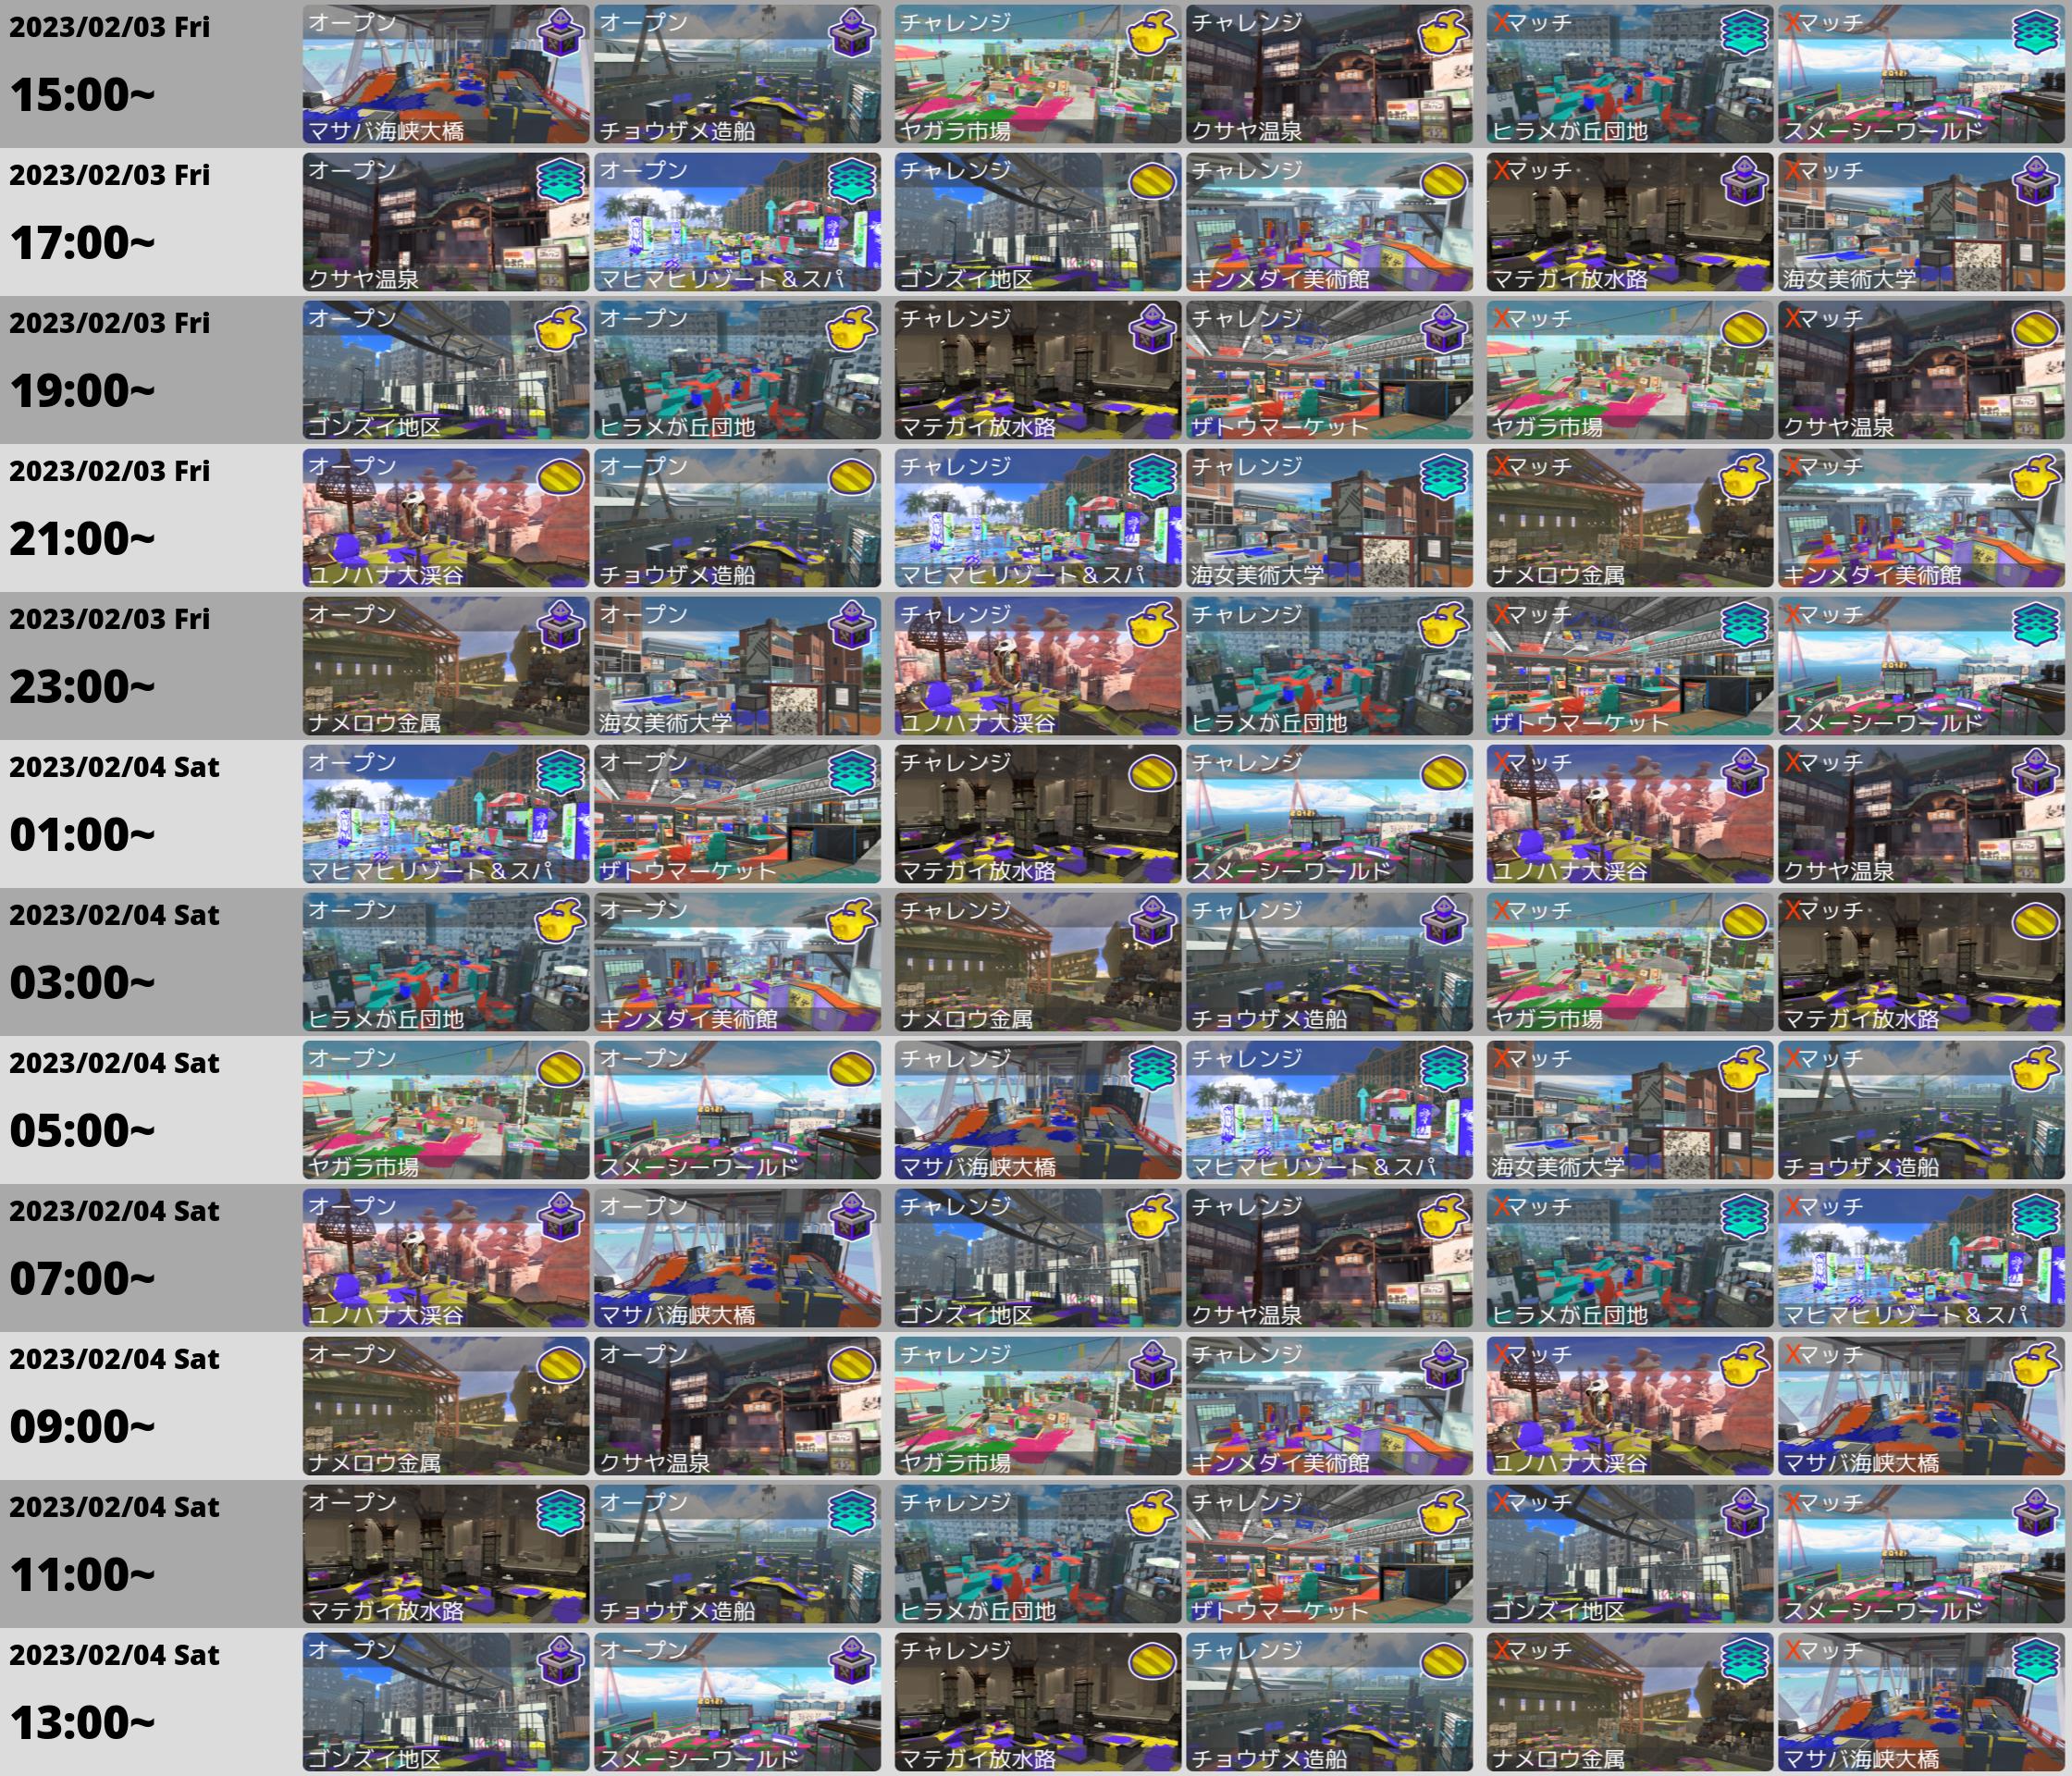 2023/02/03 Fri
15:00~
オープン オープン チャレンジ チャレンジ Xマッチ Xマッチ
マサバ海峡大橋 チョウザメ造船 ヤガラ市場 クサヤ温泉 ヒラメが丘団地 スメーシーワールド
2023/02/03 Fri
17:00~
オープン オープン チャレンジ チャレンジ Xマッチ Xマッチ
クサヤ温泉 マヒマヒリゾート&スパ ゴンズイ地区 キンメダイ美術館 マテガイ放水路 海女美術大学
2023/02/03 Fri
19:00~
オープン オープン チャレンジ チャレンジ Xマッチ Xマッチ
ゴンズイ地区 ヒラメが丘団地 マテガイ放水路 ザトウマーケット ヤガラ市場 クサヤ温泉
2023/02/03 Fri
21:00~
オープン オープン チャレンジ チャレンジ Xマッチ Xマッチ
ユノハナ大渓谷 チョウザメ造船 マヒマヒリゾート&スパ 海女美術大学 ナメロウ金属 キンメダイ美術館
2023/02/03 Fri
23:00~
オープン オープン チャレンジ チャレンジ Xマッチ Xマッチ
ナメロウ金属 海女美術大学 ユノハナ大渓谷 ヒラメが丘団地 ザトウマーケット スメーシーワールド
2023/02/04 Sat
01:00~
オープン オープン チャレンジ チャレンジ Xマッチ Xマッチ
マヒマヒリゾート&スパ ザトウマーケット マテガイ放水路 スメーシーワールド ユノハナ大渓谷 クサヤ温泉
2023/02/04 Sat
03:00~
オープン オープン チャレンジ チャレンジ Xマッチ Xマッチ
ヒラメが丘団地 キンメダイ美術館 ナメロウ金属 チョウザメ造船 ヤガラ市場 マテガイ放水路
2023/02/04 Sat
05:00~
オープン オープン チャレンジ チャレンジ Xマッチ Xマッチ
ヤガラ市場 スメーシーワールド マサバ海峡大橋 マヒマヒリゾート&スパ 海女美術大学 チョウザメ造船
2023/02/04 Sat
07:00~
オープン オープン チャレンジ チャレンジ Xマッチ Xマッチ
ユノハナ大渓谷 マサバ海峡大橋 ゴンズイ地区 クサヤ温泉 ヒラメが丘団地 マヒマヒリゾート&スパ
2023/02/04 Sat
09:00~
オープン オープン チャレンジ チャレンジ Xマッチ Xマッチ
ナメロウ金属 クサヤ温泉 ヤガラ市場 キンメダイ美術館 ユノハナ大渓谷 マサバ海峡大橋
2023/02/04 Sat
11:00~
オープン オープン チャレンジ チャレンジ Xマッチ Xマッチ
マテガイ放水路 チョウザメ造船 ヒラメが丘団地 ザトウマーケット ゴンズイ地区 スメーシーワールド
2023/02/04 Sat
13:00~
オープン オープン チャレンジ チャレンジ Xマッチ Xマッチ
ゴンズイ地区 スメーシーワールド マテガイ放水路 チョウザメ造船 ナメロウ金属 マサバ海峡大橋